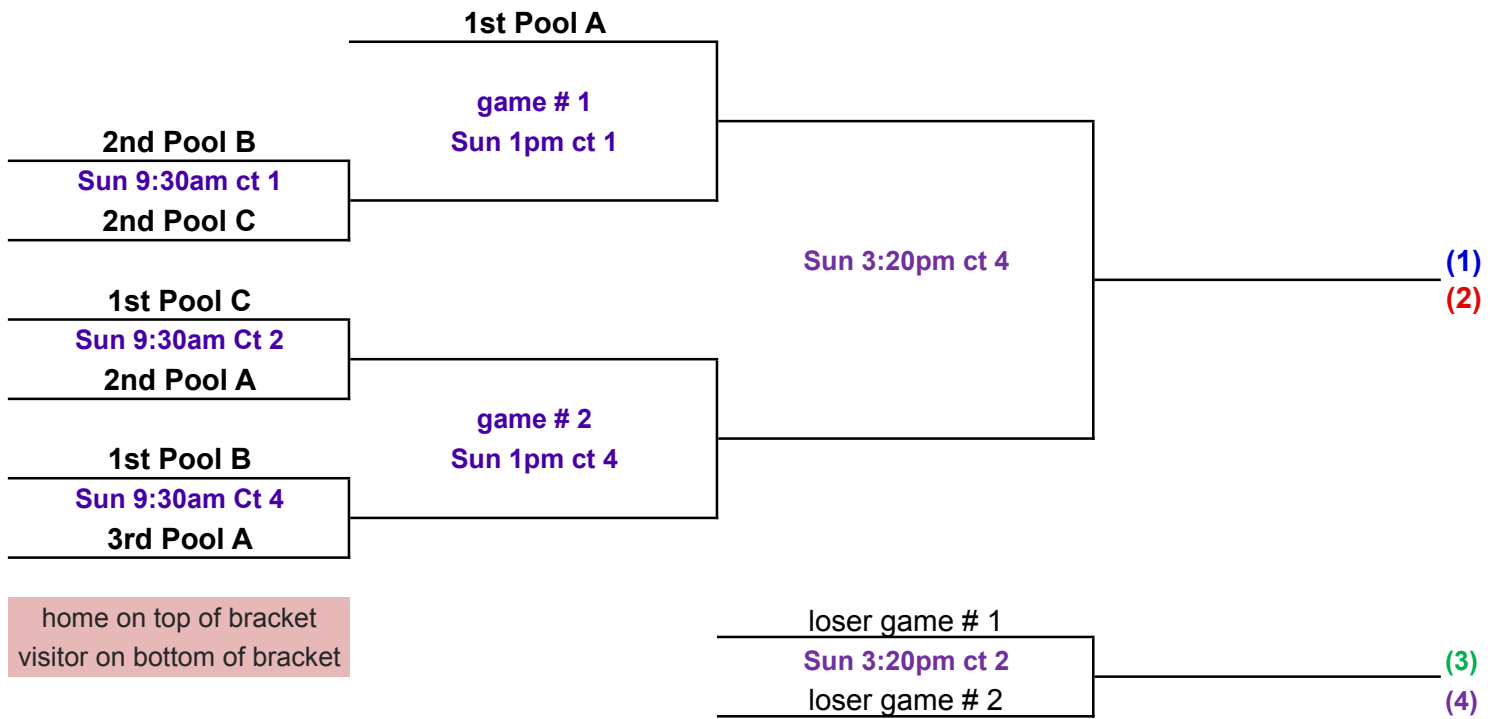 1st Pool A
game # 1
Sun 1pm ct 1
2nd Pool B
Sun 9:30am ct 1
2nd Pool C
Sun 3:20pm ct 4
(1)
(2)
1st Pool C
Sun 9:30am Ct 2
2nd Pool A
game # 2
Sun 1pm ct 4
1st Pool B
Sun 9:30am Ct 4
3rd Pool A
home on top of bracket
visitor on bottom of bracket
loser game # 1
Sun 3:20pm ct 2
loser game # 2
(3)
(4)